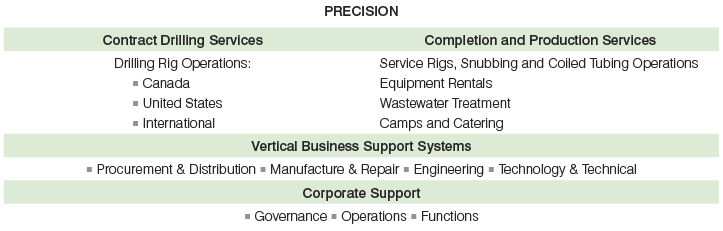 PRECISION
Contract Drilling Services
Completion and Production Services
Drilling Rig Operations:
▪ Canada
▪ United States
▪ International
Service Rigs, Snubbing and Coiled Tubing Operations
Equipment Rentals
Wastewater Treatment
Camps and Catering
Vertical Business Support Systems
▪ Procurement & Distribution ▪ Manufacture & Repair ▪ Engineering ▪ Technology & Technical
Corporate Support
▪ Governance ▪ Operations ▪ Functions